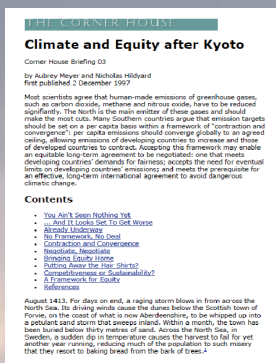 THE CORNER HOUSE
Climate and Equity after Kyoto
Corner House Briefing 03
by Aubrey Meyer and Nicholas Hildyard
first published 2 December 1997
Most scientists agree that human-made emissions of greenhouse gases,
such as carbon dioxide, methane and nitrous oxide, have to be reduced
significantly. The North is the main emitter of these gases and should
make the most cuts. Many Southern countries argue that emission targets
should be set on a per capita basis within a framework of "contraction and
convergence": per capita emissions should converge globally to an agreed
ceiling, allowing emissions of developing countries to increase and those
of developed countries to contract. Accepting this framework may enable
an equitable long-term agreement to be negotiated: one that meets
developing countries' demands for fairness; accepts the need for eventual
limits on developing countries' emissions; and meets the prerequisite for
an effective, long-term international agreement to avoid dangerous
climatic change.
Contents
You Ain't Seen Nothing Yet
... And It Looks Set To Get Worse
Already Underway
No Framework, No Deal
Contraction and Convergence
Negotiate, Negotiate
Bringing Equity Home
Putting Away the Hair Shirts?
Competitiveness or Sustainability?
A Framework for Equity
References
August 1413. For days on end, a raging storm blows in from across the
North Sea. Its driving winds cause the dunes below the Scottish town of
Forvie, on the coast of what is now Aberdeenshire, to be whipped up into
a petulant sand storm that sweeps inland. Within a month, the town has
been buried below thirty metres of sand. Across the North Sea, in
Sweden, a sudden dip in temperature causes the harvest to fail for yet
another year running, reducing much of the population to such misery
that they resort to baking bread from the bark of trees.1